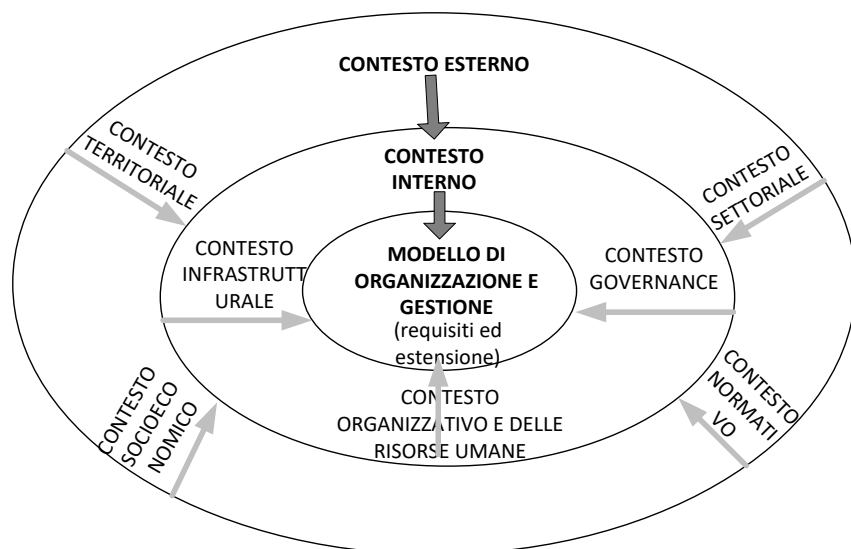 CONTESTO ESTERNO
CONTESTO
TERRITORIALE
CONTESTO
INTERNO
CONTESTO
SETTORIALE
CONTESTO
INFRASTRUTT
URALE
MODELLO DI
ORGANIZZAZIONE E
GESTIONE
(requisiti ed
estensione)
CONTESTO
GOVERNANCE
CONTESTO
SOCIOECO
NOMICO
CONTESTO
ORGANIZZATIVO E DELLE
RISORSE UMANE
CONTESTO
NORMATI
VO